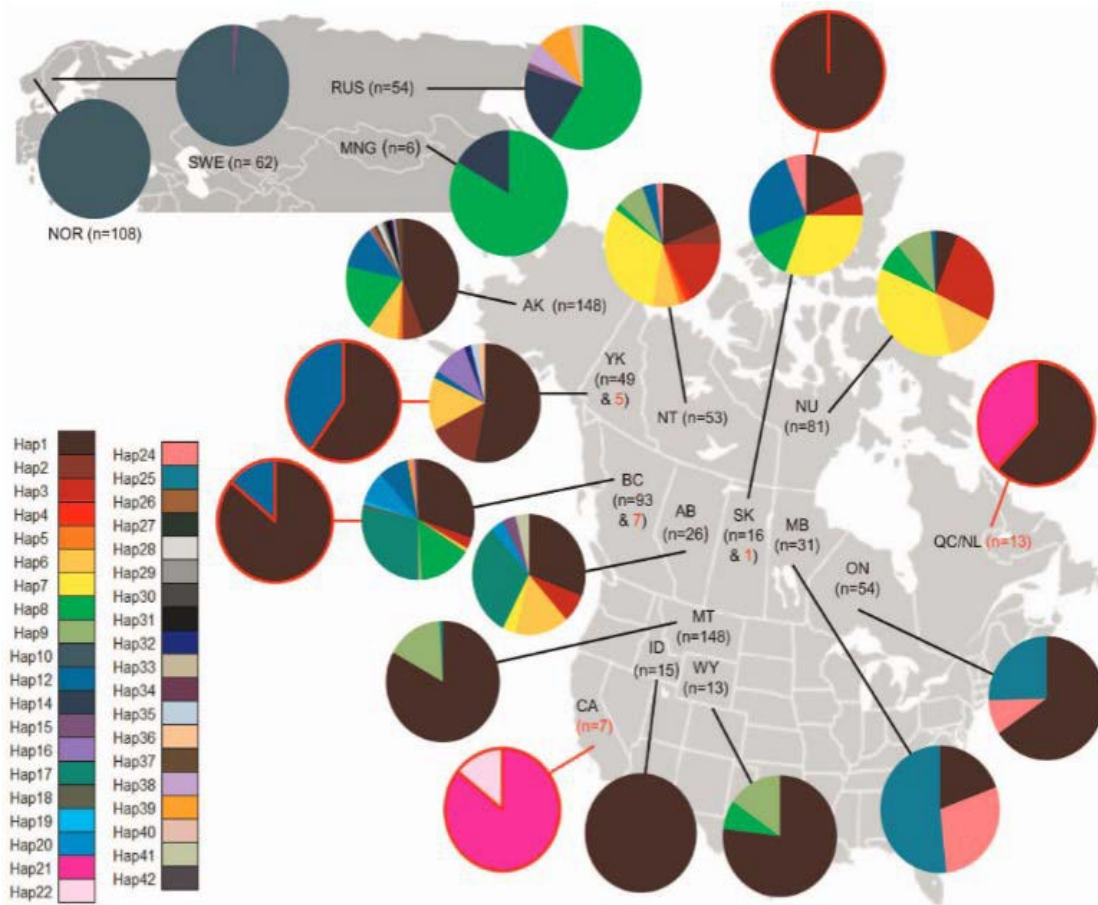 RUS (n=54)
MNG (n=6)
SWE (n= 62)
NOR (n=108)
AK (n=148)
YK
(n=49
& 5)
NT (n=53)
NU
(n=81)
BC
(n=93
& 7)
AB
(n=26)
SK
(n=16
& 1)
MB
(n=31)
QC/NL (n=13)
ON
(n=54)
MT
(n=148)
ID
(n=15)
WY
(n=13)
CA
(n=7)
Hap1
Hap2
Hap3
Hap4
Hap5
Hap6
Hap7
Hap8
Hap9
Hap10
Hap12
Hap14
Hap15
Hap16
Hap17
Hap18
Hap19
Hap20
Hap21
Hap22
Hap24
Hap25
Hap26
Hap27
Hap28
Hap29
Hap30
Hap31
Hap32
Hap33
Hap34
Hap35
Hap36
Hap37
Hap38
Hap39
Hap40
Hap41
Hap42